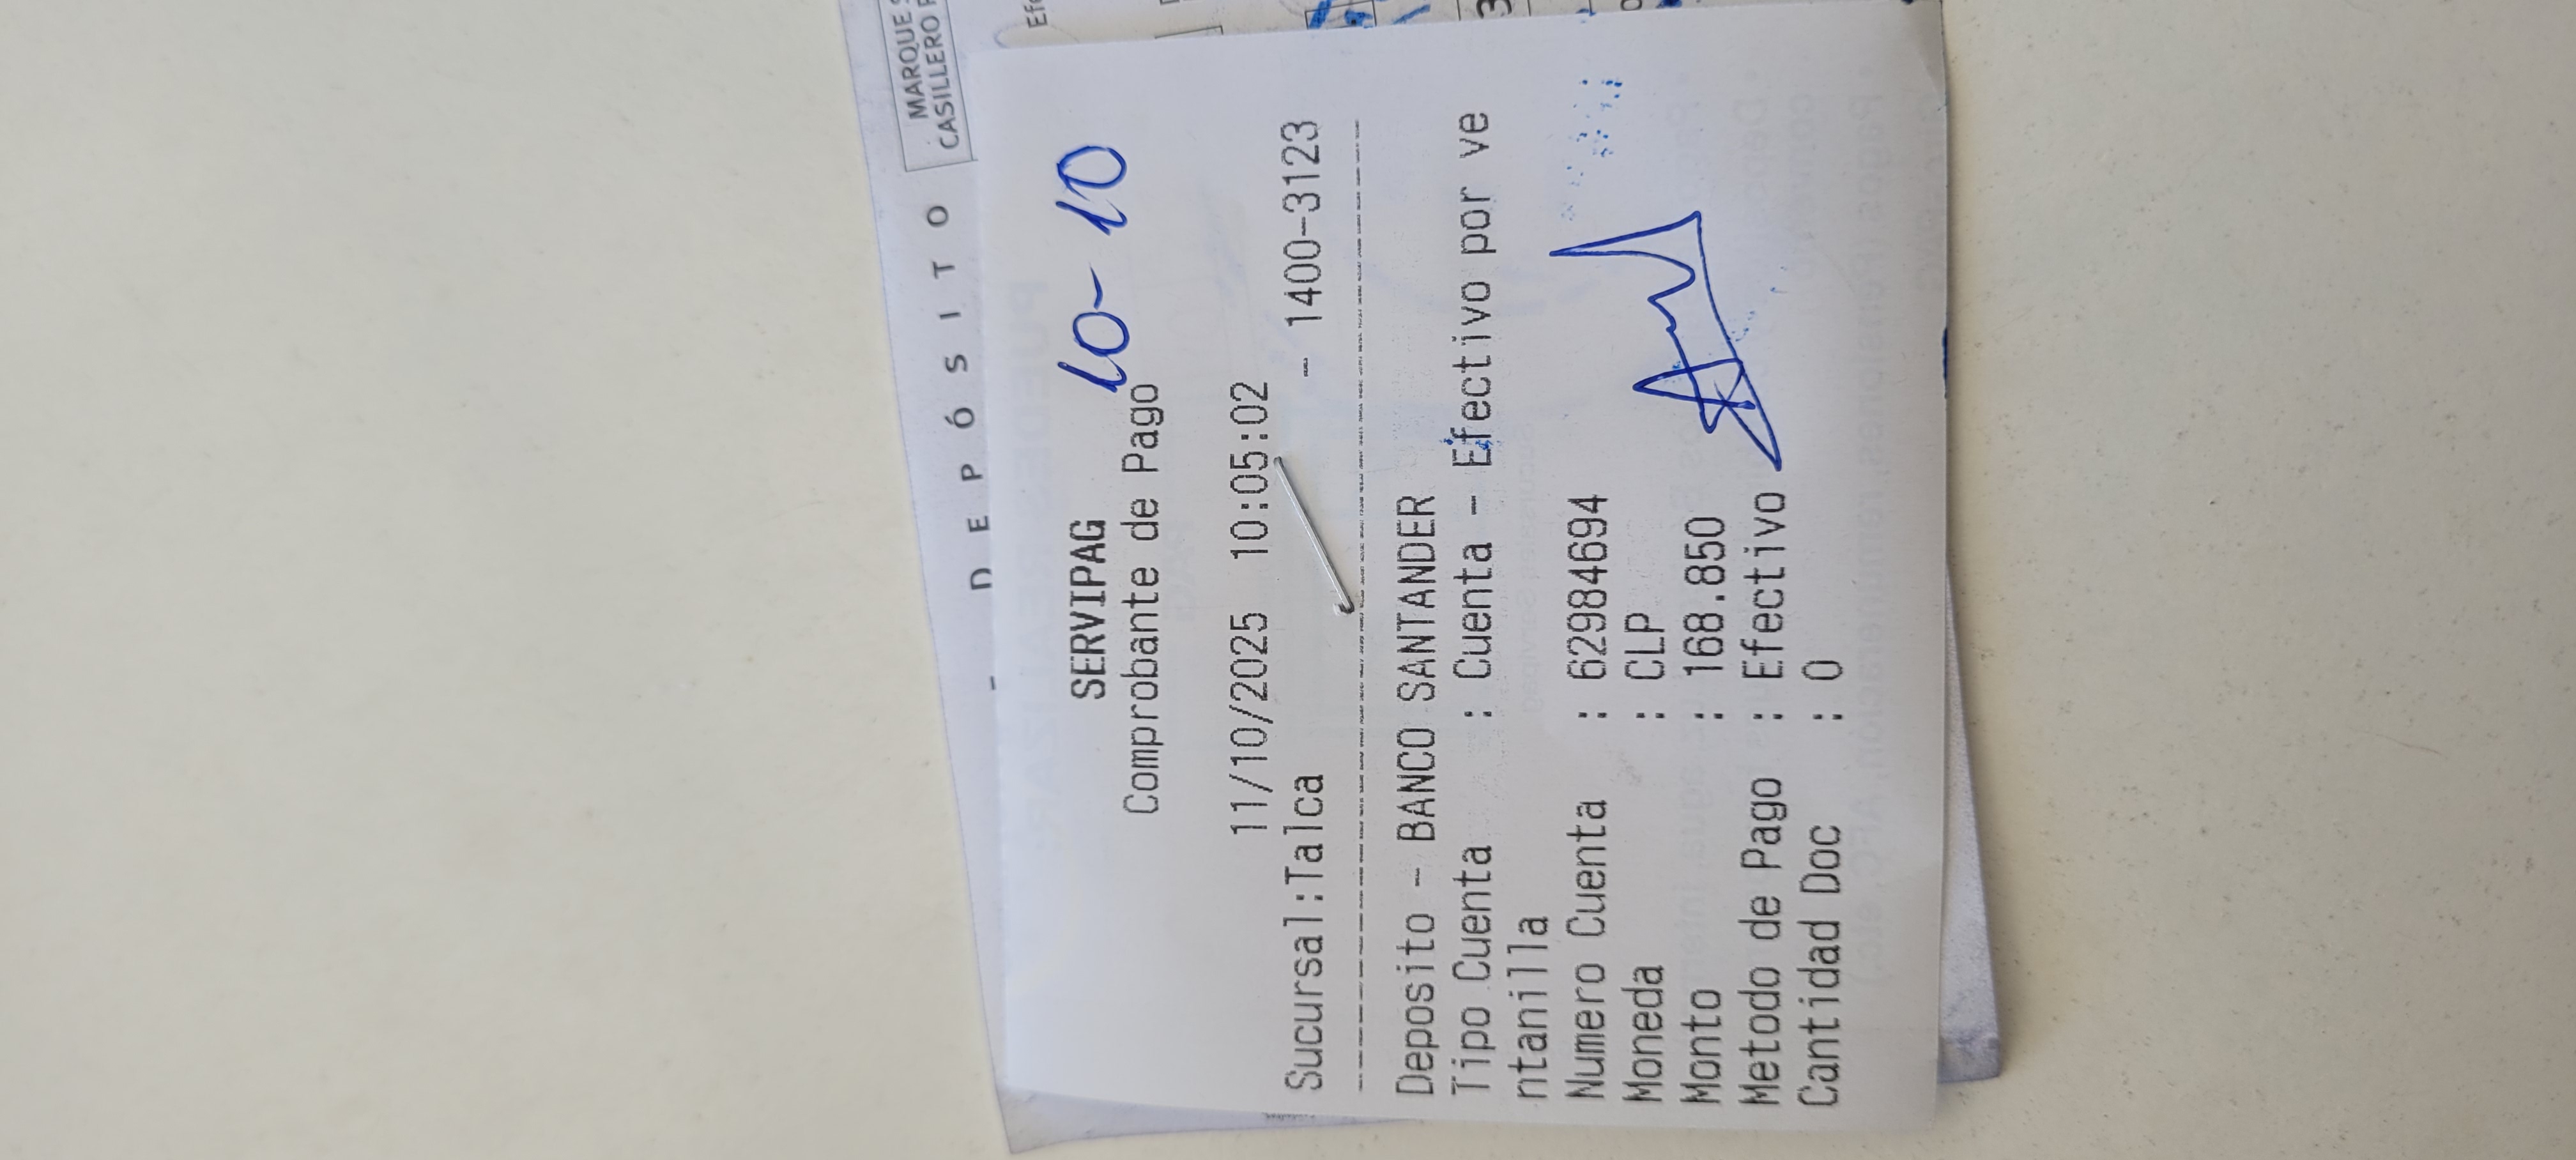 MARQUE
CASILLERO
DEPÓSITO
10-10
SERVIPAG
Comprobante de Pago
11/10/2025 10:05:02
Sucursal:Talca - 1400-3123
Deposito - BANCO SANTANDER
Tipo Cuenta : Cuenta - Efectivo por ve
ntanilla
Numero Cuenta : 62984694
Moneda : CLP
Monto : 168.850
Metodo de Pago : Efectivo
Cantidad Doc : 0